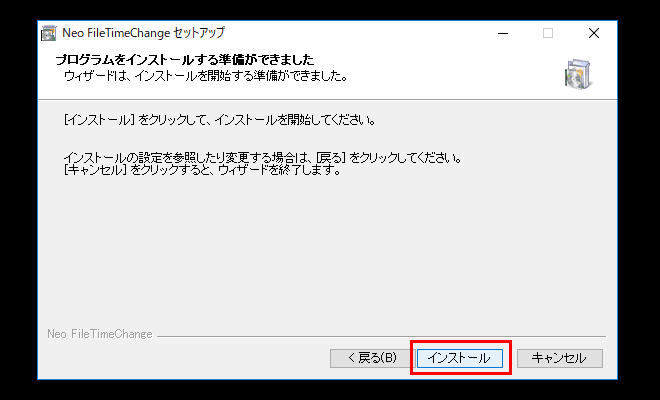 Neo FileTimeChange セットアップ
プログラムをインストールする準備ができました
ウィザードは、インストールを開始する準備ができました。
[インストール] をクリックして、インストールを開始してください。
インストールの設定を参照したり変更する場合は、[戻る] をクリックしてください。
[キャンセル] をクリックすると、ウィザードを終了します。
Neo FileTimeChange
< 戻る(B)
インストール
キャンセル